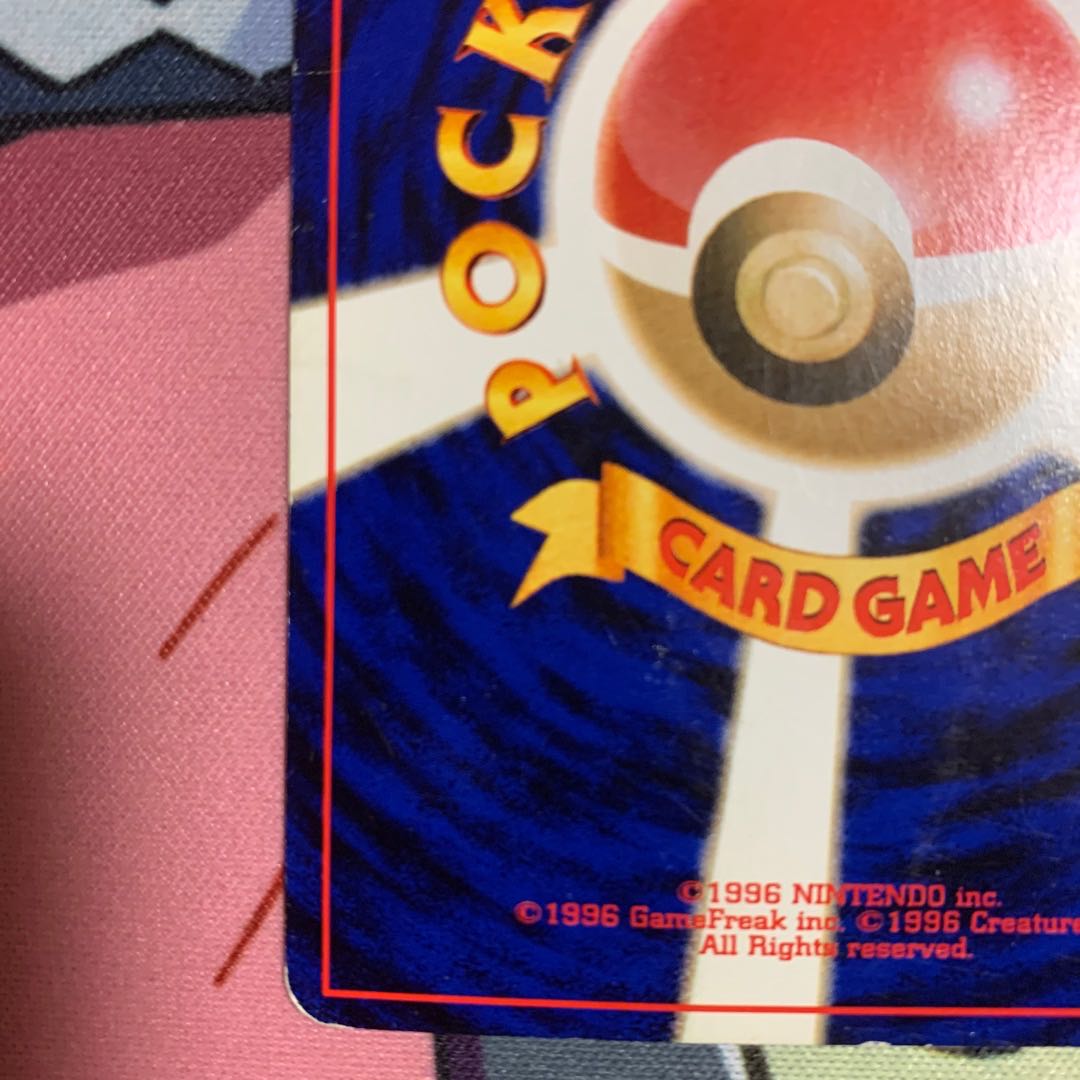 POCK
CARD GAME
©1996 NINTENDO inc.
©1996 GameFreak inc. ©1996 Creature
All Rights reserved.